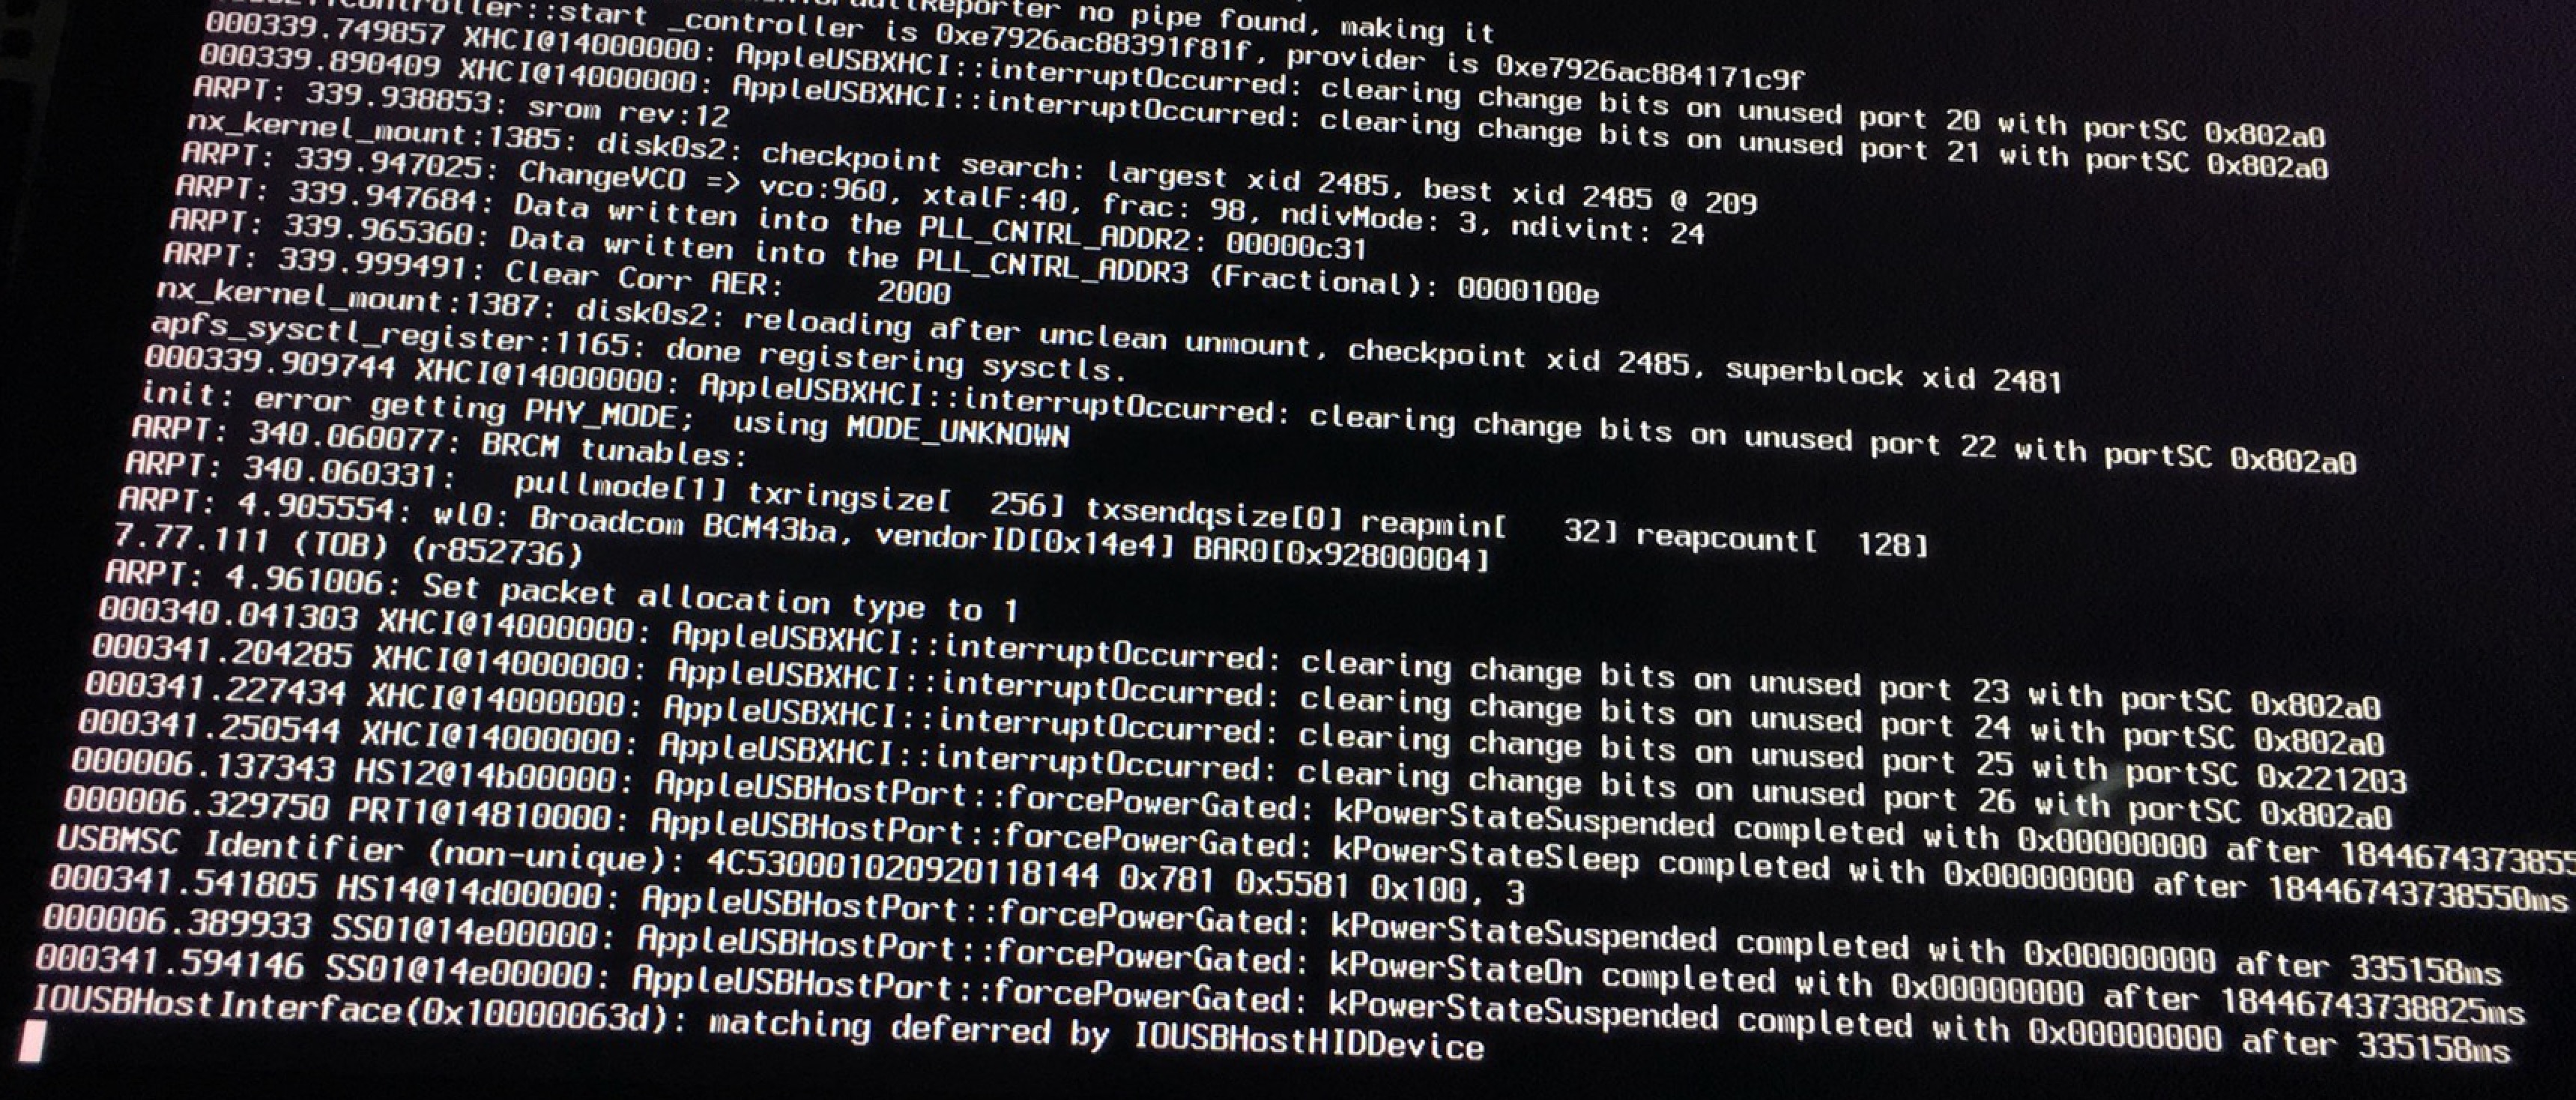 ontroller::start _controller is 0xe7926ac88391f81f, provider is 0xe7926ac884171c9f
Reporter no pipe found, making it
000339.749857 XHCI@14000000: AppleUSBXHCI::interruptOccurred: clearing change bits on unused port 20 with portSC 0x802a0
000339.890409 XHCI@14000000: AppleUSBXHCI::interruptOccurred: clearing change bits on unused port 21 with portSC 0x802a0
ARPT: 339.938853: srom rev:12
nx_kernel_mount:1385: disk0s2: checkpoint search: largest xid 2485, best xid 2485 @ 209
ARPT: 339.947025: ChangeVCO => vco:960, xtalF:40, frac: 98, ndivMode: 3, ndivint: 24
ARPT: 339.947684: Data written into the PLL_CNTRL_ADDR2: 00000c31
ARPT: 339.965360: Data written into the PLL_CNTRL_ADDR3 (Fractional): 0000100e
ARPT: 339.999491: Clear Corr AER: 2000
nx_kernel_mount:1387: disk0s2: reloading after unclean unmount, checkpoint xid 2485, superblock xid 2481
apfs_sysctl_register:1165: done registering sysctls.
000339.909744 XHCI@14000000: AppleUSBXHCI::interruptOccurred: clearing change bits on unused port 22 with portSC 0x802a0
init: error getting PHY_MODE; using MODE_UNKNOWN
ARPT: 340.060077: BRCM tunables:
ARPT: 340.060331: pullmode[1] txringsize[ 256] txsendqsize[0] reapmin[ 32] reapcount[ 128]
ARPT: 4.905554: wl0: Broadcom BCM43ba, vendorID[0x14e4] BAR0[0x92800004]
7.77.111 (TOB) (r852736)
ARPT: 4.961006: Set packet allocation type to 1
000340.041303 XHCI@14000000: AppleUSBXHCI::interruptOccurred: clearing change bits on unused port 23 with portSC 0x802a0
000341.204285 XHCI@14000000: AppleUSBXHCI::interruptOccurred: clearing change bits on unused port 24 with portSC 0x802a0
000341.227434 XHCI@14000000: AppleUSBXHCI::interruptOccurred: clearing change bits on unused port 25 with portSC 0x221203
000341.250544 XHCI@14000000: AppleUSBXHCI::interruptOccurred: clearing change bits on unused port 26 with portSC 0x802a0
000006.137343 HS12@14b00000: AppleUSBHostPort::forcePowerGated: kPowerStateSuspended completed with 0x00000000 after 1844674373855
000006.329750 PRT1@14810000: AppleUSBHostPort::forcePowerGated: kPowerStateSleep completed with 0x00000000 after 18446743738550ms
USBMSC Identifier (non-unique): 4C530001020920118144 0x781 0x5581 0x100, 3
000341.541805 HS14@14d00000: AppleUSBHostPort::forcePowerGated: kPowerStateSuspended completed with 0x00000000 after 335158ms
000006.389933 SS01@14e00000: AppleUSBHostPort::forcePowerGated: kPowerStateOn completed with 0x00000000 after 18446743738825ms
000341.594146 SS01@14e00000: AppleUSBHostPort::forcePowerGated: kPowerStateSuspended completed with 0x00000000 after 335158ms
IOUSBHostInterface(0x10000063d): matching deferred by IOUSBHostHIDDevice